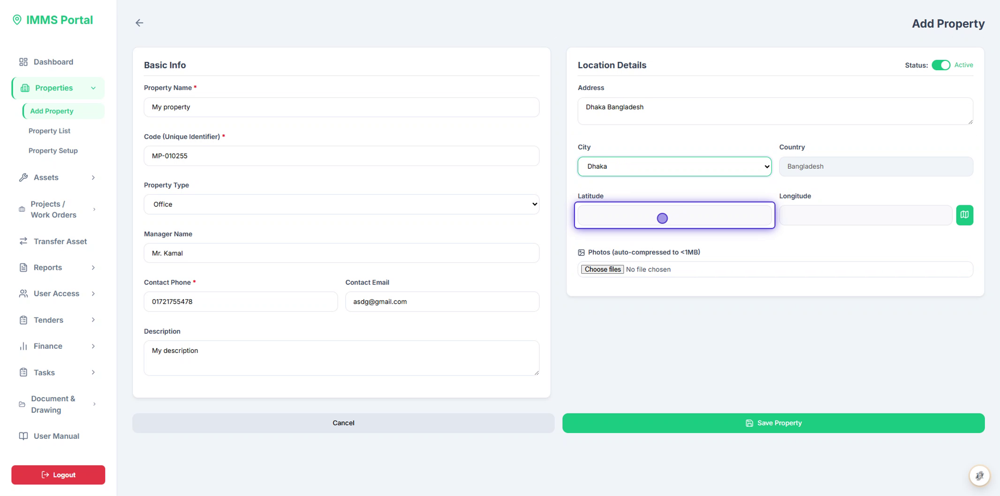 IMMS Portal
Dashboard
Properties
Add Property
Property List
Property Setup
Assets
Projects /
Work Orders
Transfer Asset
Reports
User Access
Tenders
Finance
Tasks
Document &
Drawing
User Manual
Logout
Add Property
Basic Info
Property Name *
My property
Code (Unique Identifier) *
MP-010255
Property Type
Office
Manager Name
Mr. Kamal
Contact Phone *
Contact Email
01721755478
asdg@gmail.com
Description
My description
Location Details
Status: Active
Address
Dhaka Bangladesh
City
Country
Dhaka
Bangladesh
Latitude
Longitude
Photos (auto-compressed to <1MB)
Choose files No file chosen
Cancel
Save Property